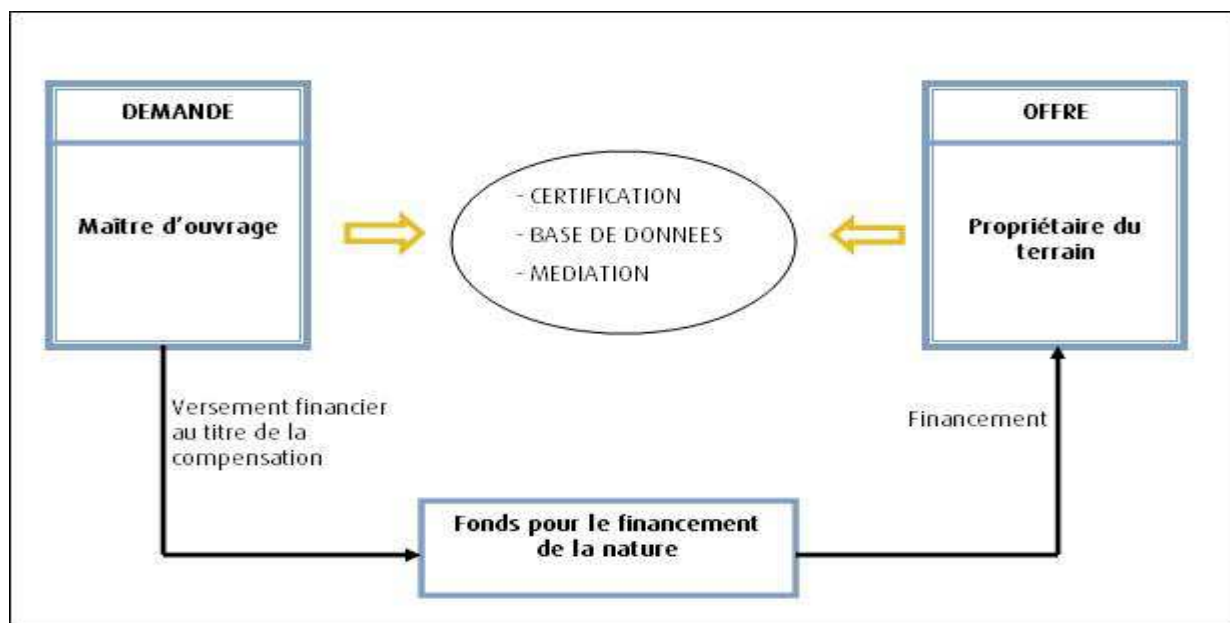 DEMANDE
Maître d'ouvrage
- CERTIFICATION
- BASE DE DONNEES
- MEDIATION
OFFRE
Propriétaire du
terrain
Versement financier
au titre de la
compensation
Financement
Fonds pour le financement
de la nature